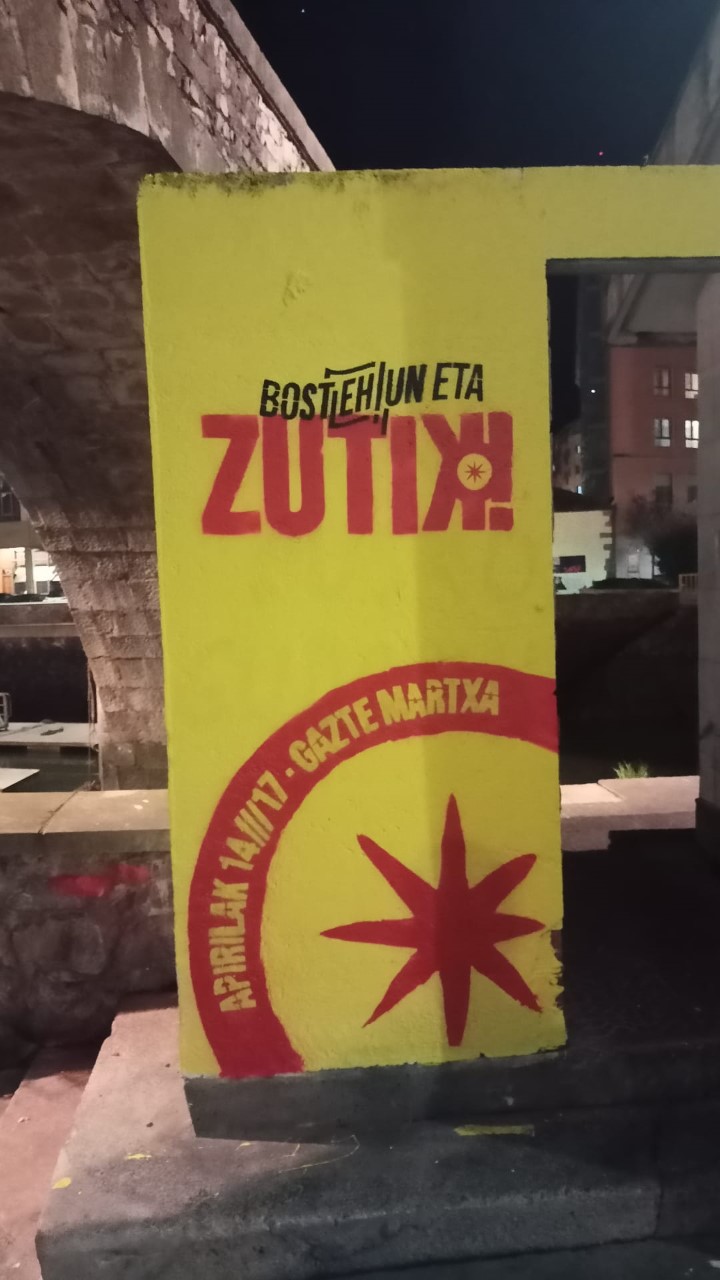 BOSTEHUN ETA
ZUTIK!
APIRILAK 14///17 · GAZTE MARTXA